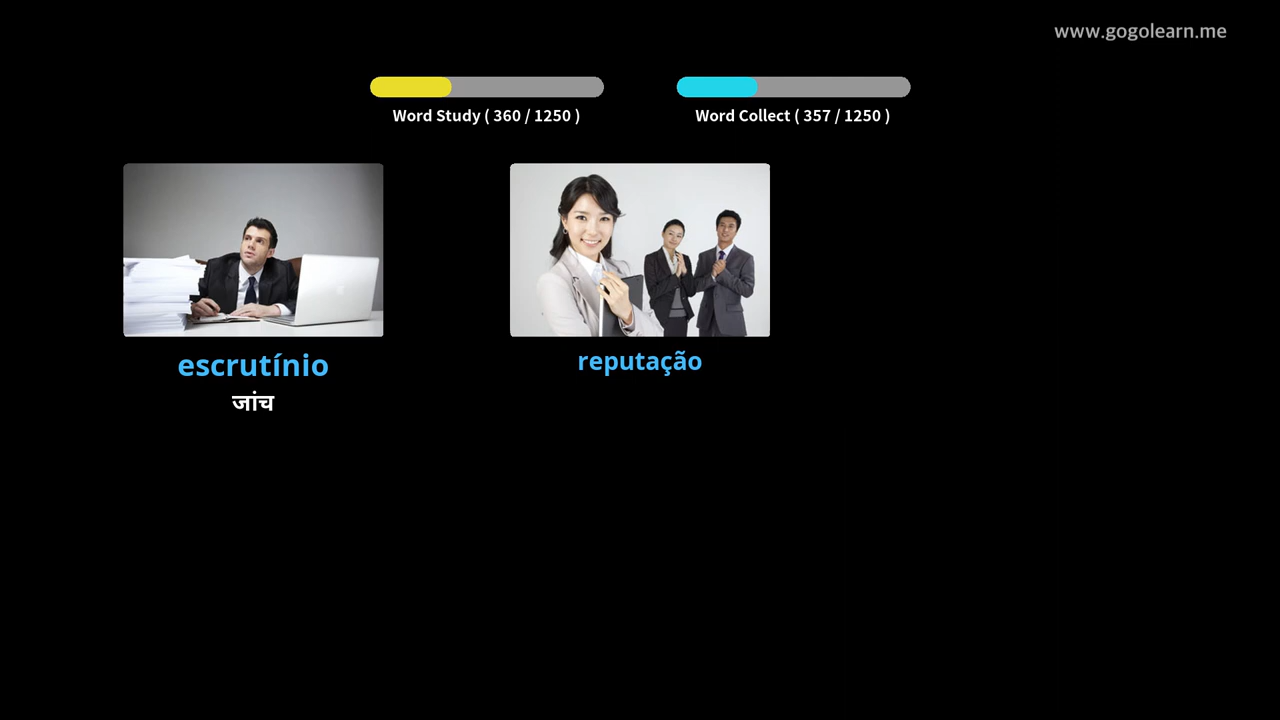 www.gogolearn.me
Word Study ( 360 / 1250 )
Word Collect ( 357 / 1250 )
escrutínio
जांच
reputação